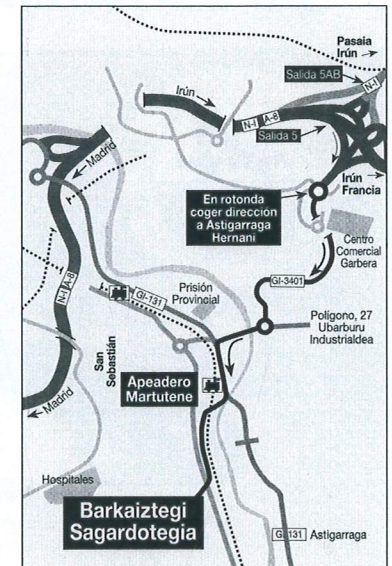 Pasaia
Irún →
Salida 5AB
N-I
Irún →
N-I A-8
Salida 5
Madrid
Irún →
Francia
En rotonda
coger dirección
a Astigarraga
Hernani
Centro
Comercial
Garbera
GI-3401
N-I A-8
GI-131
Prisión
Provincial
Polígono, 27
Ubarburu
Industrialdea
San
Sebastián
Apeadero
Martutene
Madrid
Hospitales
Barkaiztegi
Sagardotegia
GI-131 Astigarraga